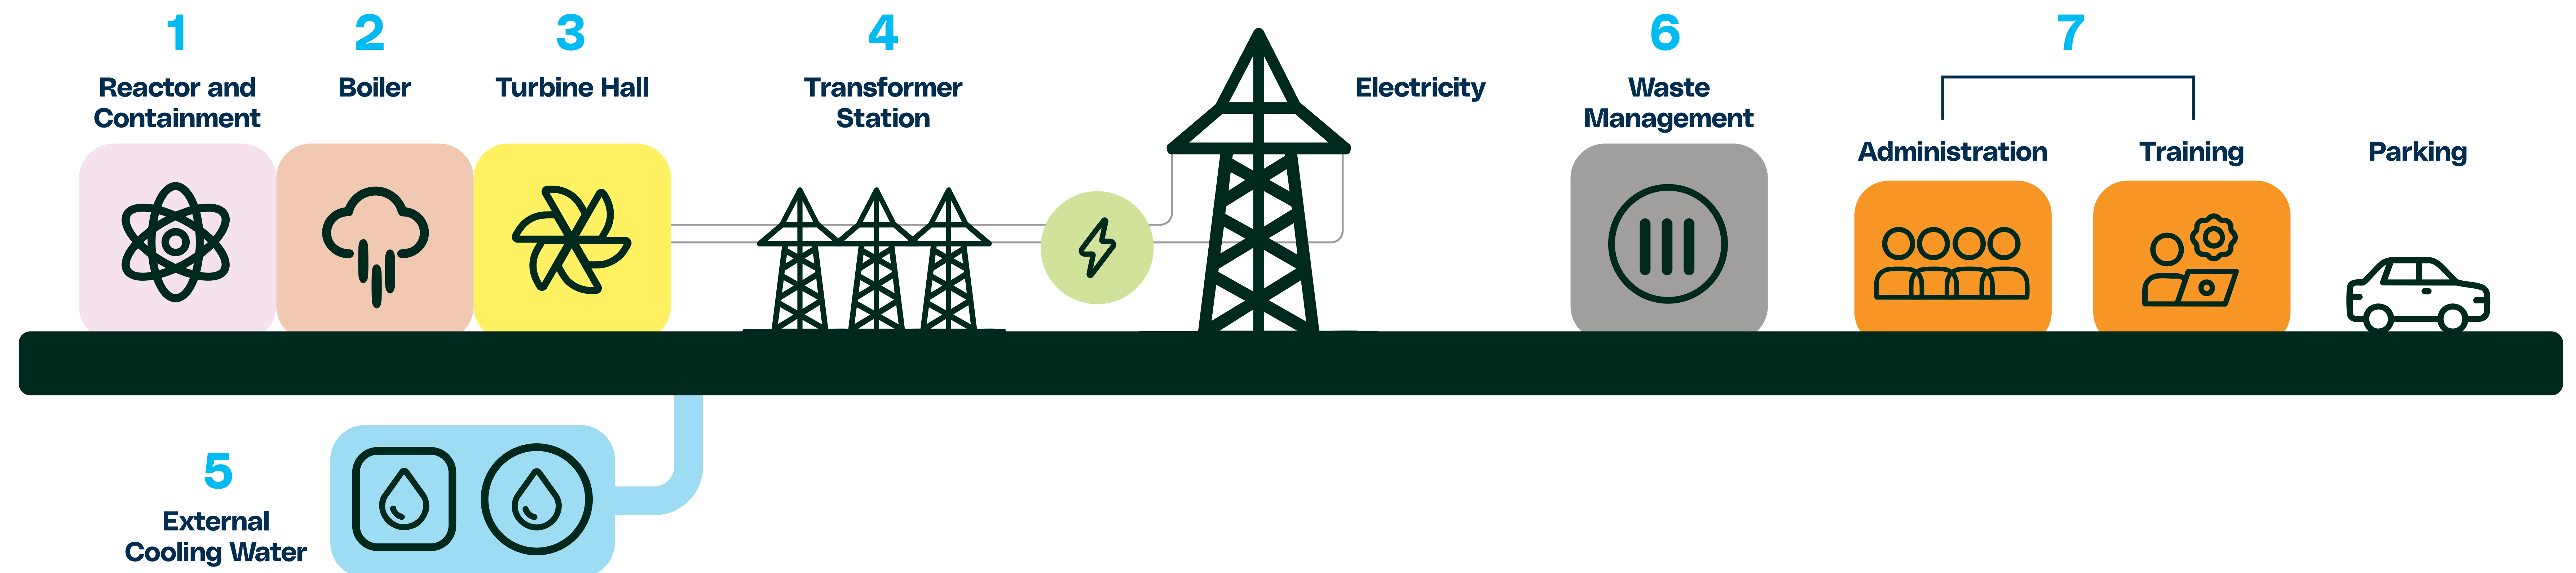 1
Reactor and
Containment
2
Boiler
3
Turbine Hall
4
Transformer
Station
Electricity
6
Waste
Management
7
Administration
Training
Parking
5
External
Cooling Water